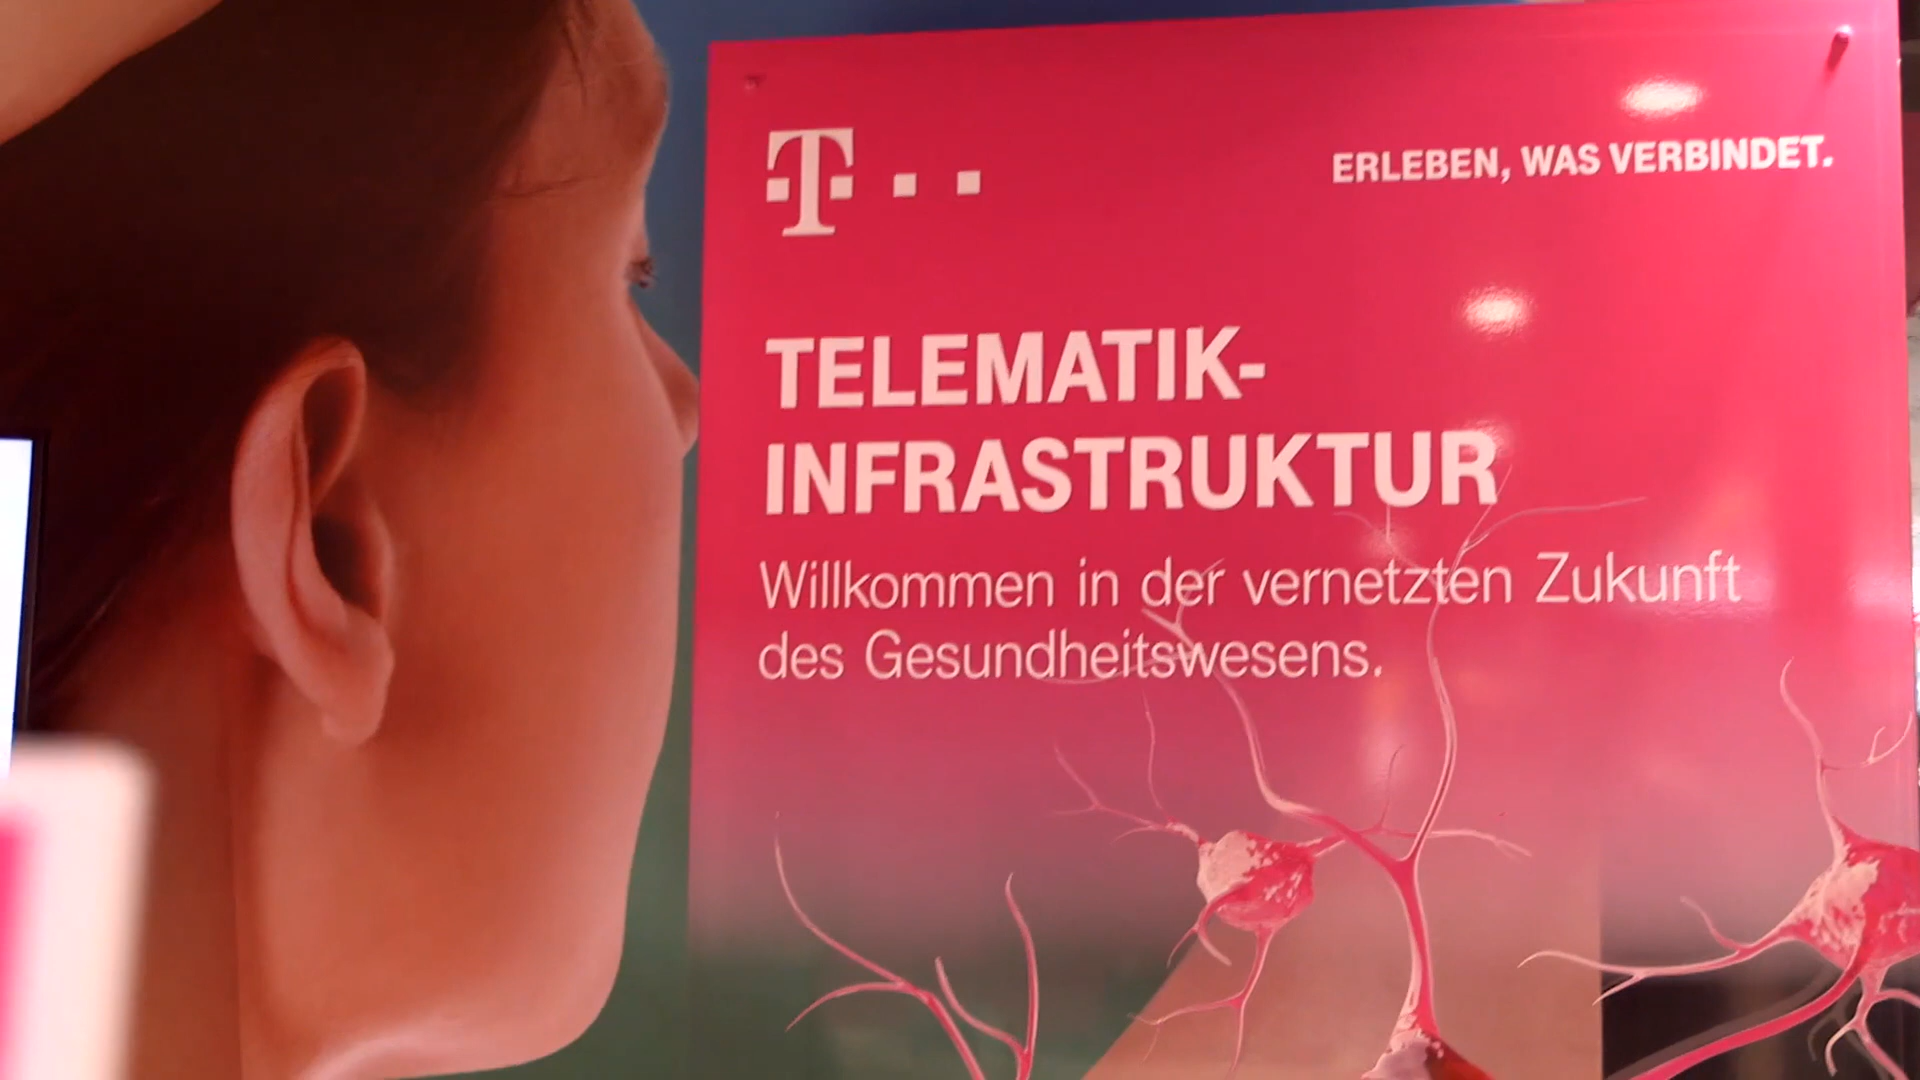 T
ERLEBEN, WAS VERBINDET.
TELEMATIK-
INFRASTRUKTUR
Willkommen in der vernetzten Zukunft
des Gesundheitswesens.